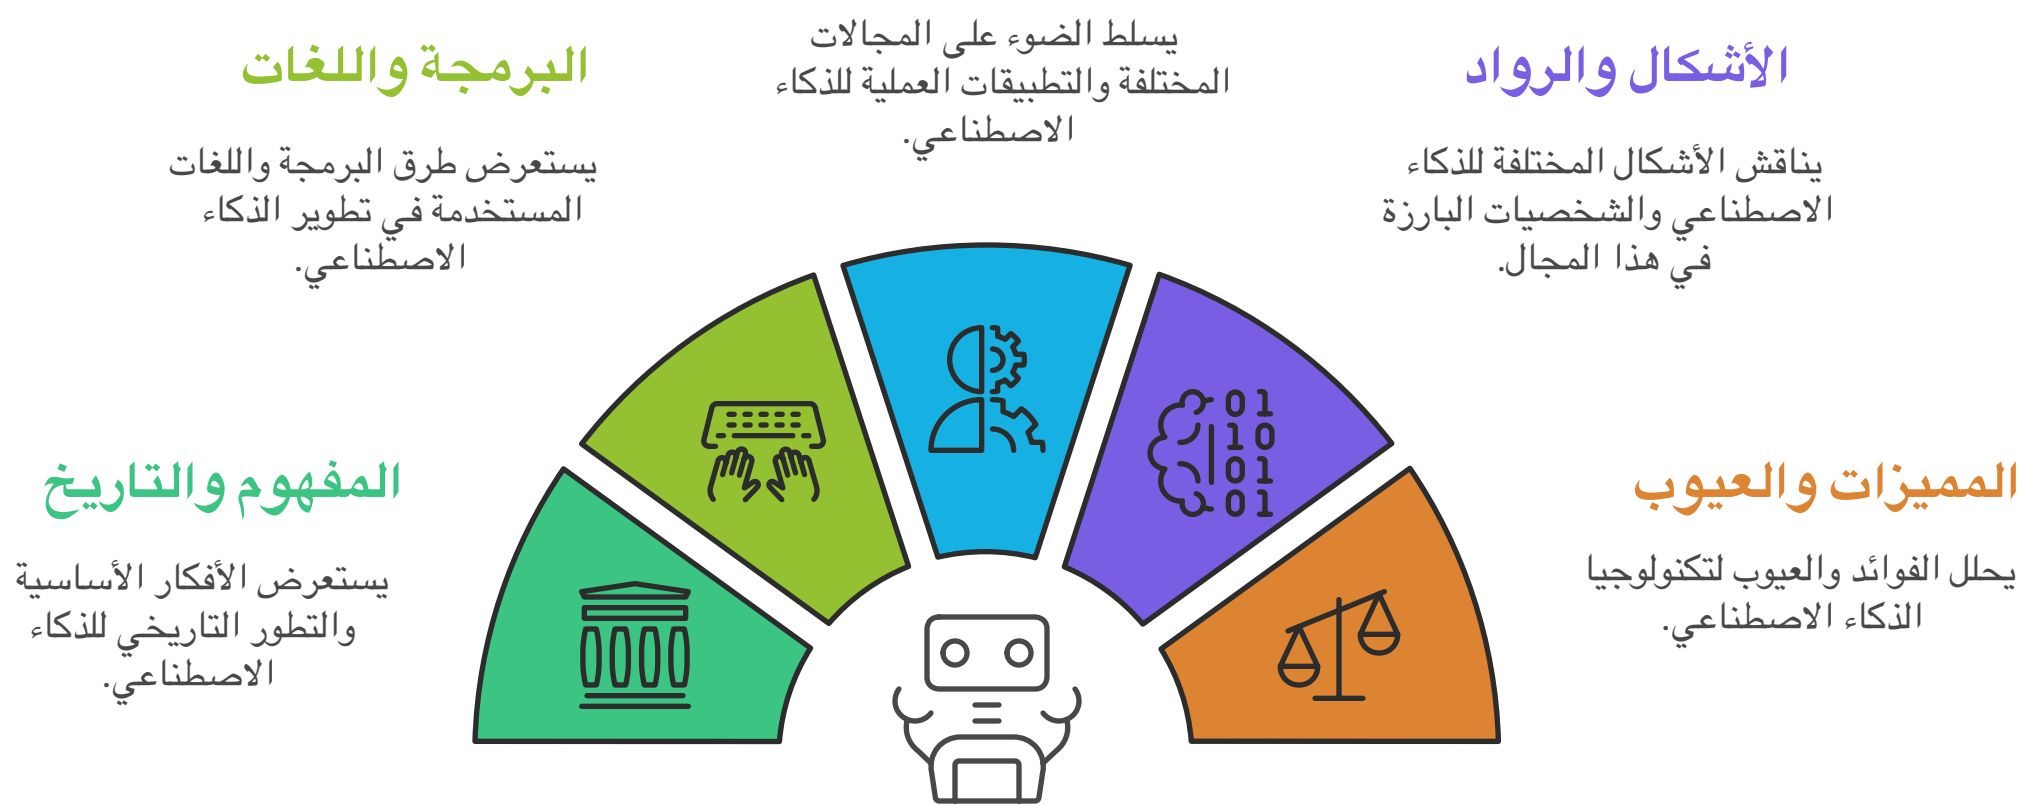 الأشكال والرواد
يناقش الأشكال المختلفة للذكاء
الاصطناعي والشخصيات البارزة
في هذا المجال.
يسلط الضوء على المجالات
المختلفة والتطبيقات العملية للذكاء
الاصطناعي.
البرمجة واللغات
يستعرض طرق البرمجة واللغات
المستخدمة في تطوير الذكاء
الاصطناعي.
المميزات والعيوب
يحلل الفوائد والعيوب لتكنولوجيا
الذكاء الاصطناعي.
المفهوم والتاريخ
يستعرض الأفكار الأساسية
والتطور التاريخي للذكاء
الاصطناعي.
01
10
01
01